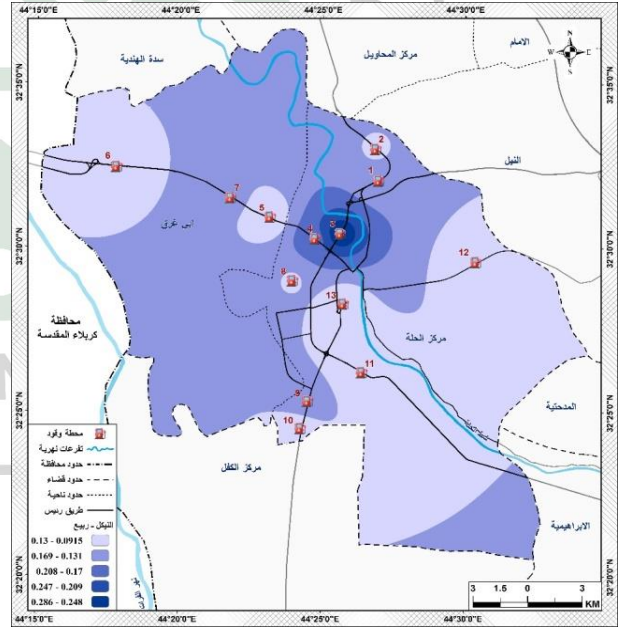 44°15'0"E 44°20'0"E 44°25'0"E 44°30'0"E
32°35'0"N
32°30'0"N
32°25'0"N
32°20'0"N
32°35'0"N
32°30'0"N
32°25'0"N
32°20'0"N
N
W E
S
الامام
سدة الهندية
مركز المحاويل
النيل
2
1
6
7
5
4
3
12
ابي غرق
8
13
محافظة
كربلاء المقدسة
مركز الحلة
11
المدحتية
9
10
مركز الكفل
الابراهيمية
محطة وقود
تفرعات نهرية
حدود محافظة
حدود قضاء
حدود ناحية
طريق رئيس
النيكل - ربيع
0.13 - 0.0915
0.169 - 0.131
0.208 - 0.17
0.247 - 0.209
0.286 - 0.248
3 1.5 0 3
KM
44°15'0"E 44°20'0"E 44°25'0"E 44°30'0"E